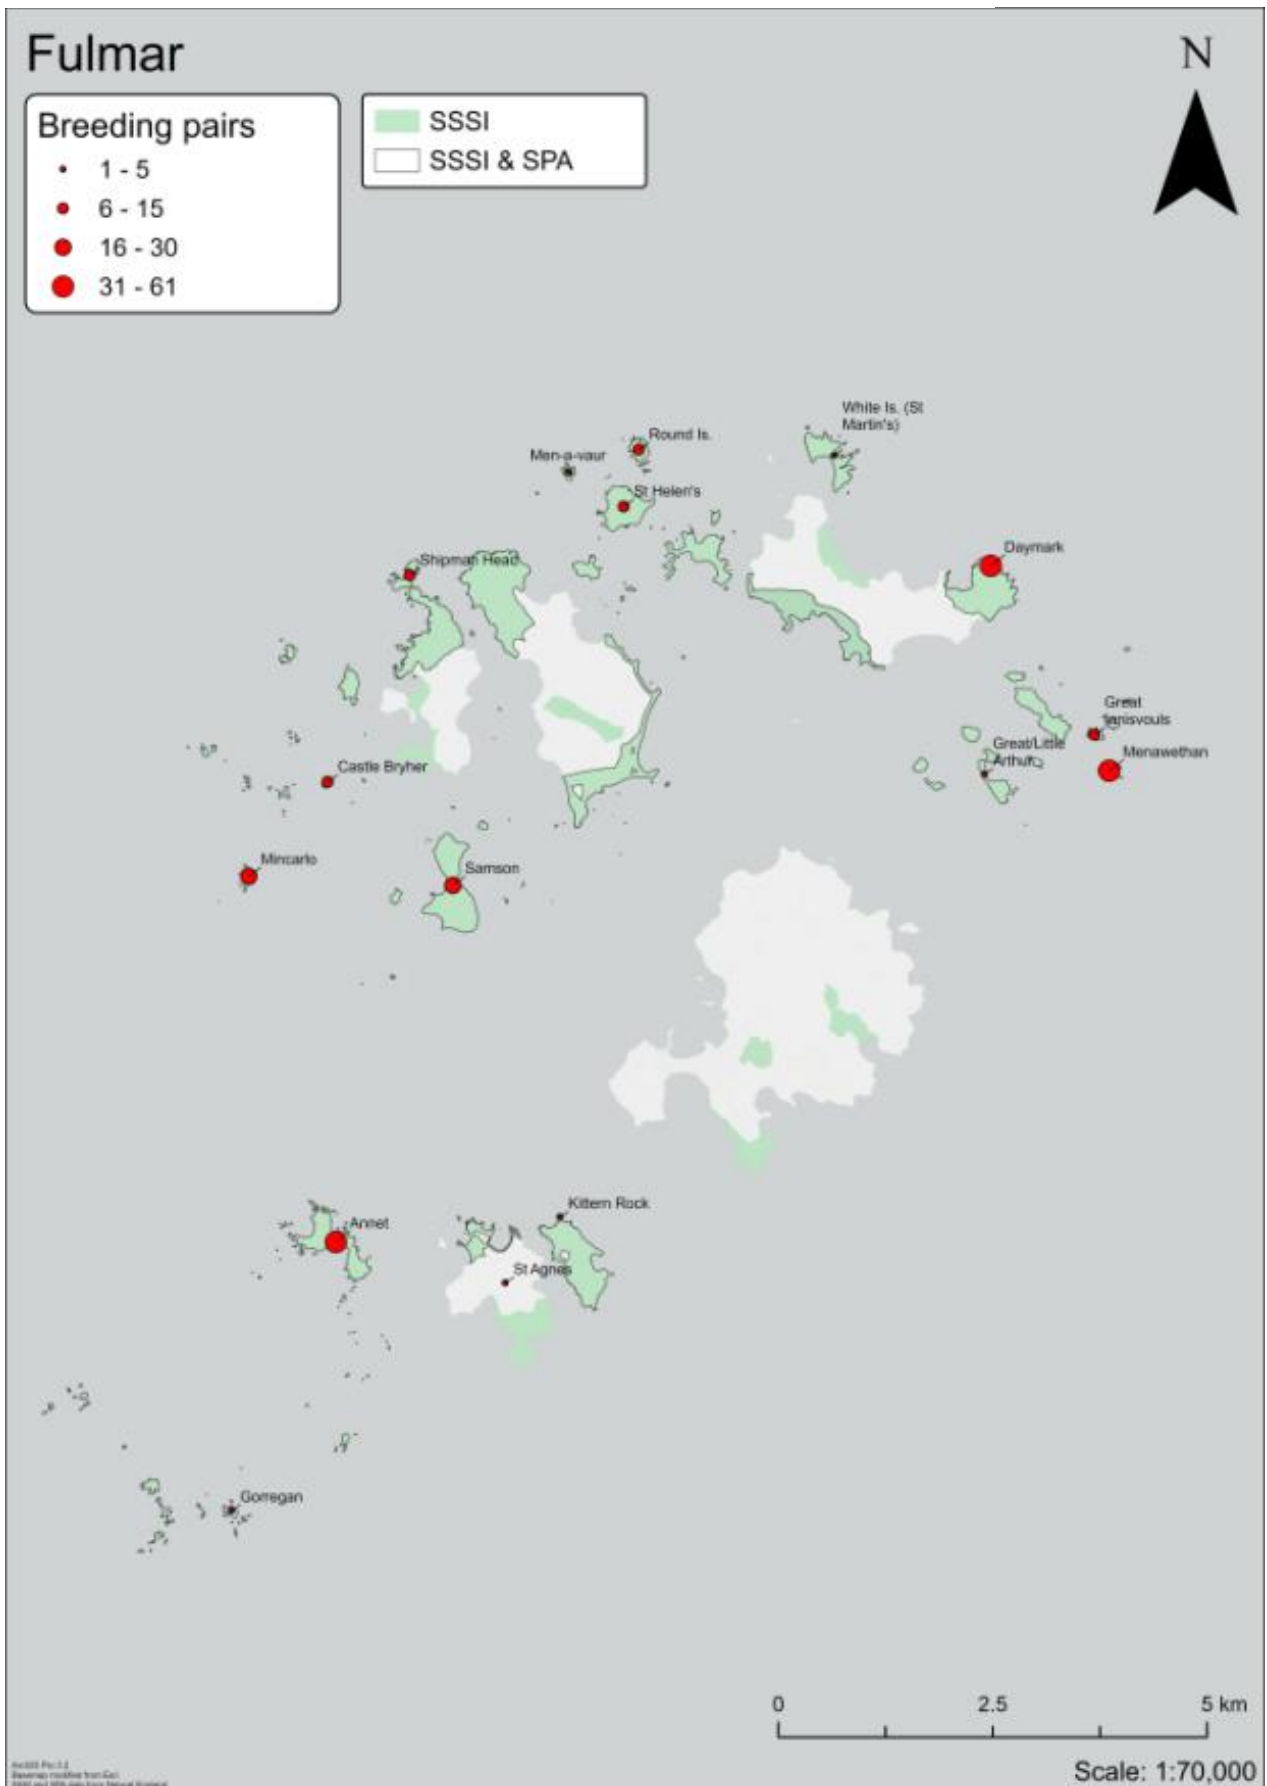 Fulmar
N
Breeding pairs
1 - 5
6 - 15
16 - 30
31 - 61
SSSI
SSSI & SPA
White Is. (St
Martin's)
Round Is.
Men-a-vaur
St Helen's
Daymark
Shipman Head
Great
Innisvouls
Great/Little
Arthur
Menawethan
Castle Bryher
Mincarlo
Samson
Kittern Rock
Annet
St Agnes
Gorregan
0 2.5 5 km
Scale: 1:70,000